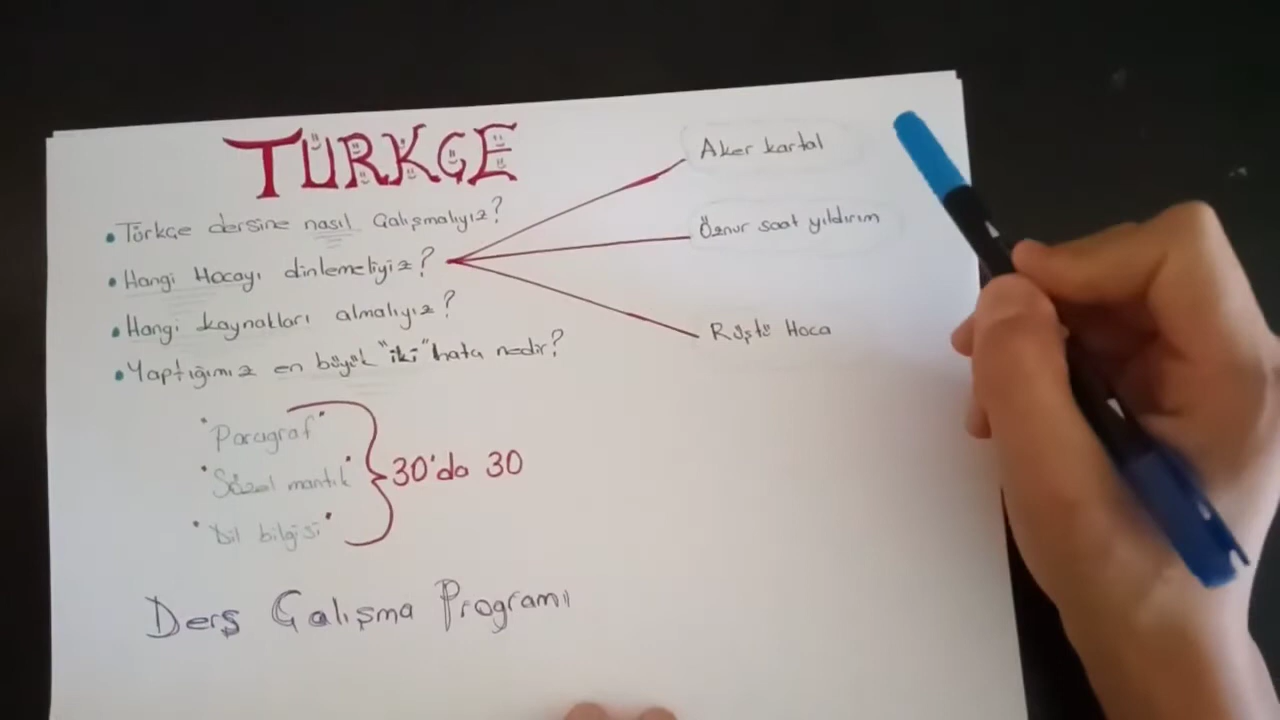 TÜRKÇE
• Türkçe dersine nasıl Çalışmalıyız?
• Hangi Hocayı dinlemeliyiz?
• Hangi kaynakları almalıyız?
• Yaptığımız en büyük "iki" hata nedir?
Aker kartal
Öznur saat yıldırım
Rüştü Hoca
"Paragraf"
"Sözel mantık"
"Dil bilgisi"
30'da 30
Ders Çalışma Programı